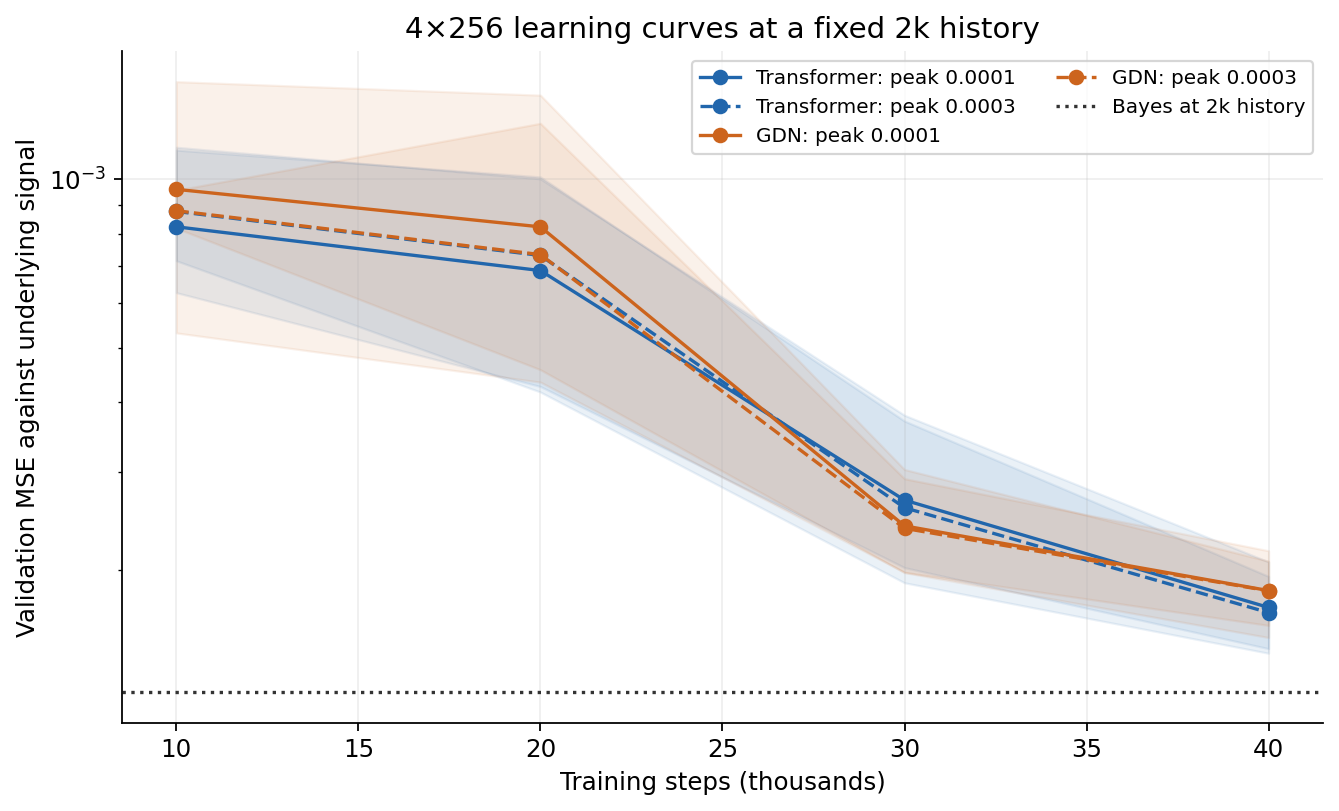 4×256 learning curves at a fixed 2k history
Transformer: peak 0.0001
Transformer: peak 0.0003
GDN: peak 0.0001
GDN: peak 0.0003
Bayes at 2k history
Validation MSE against underlying signal
10⁻³
10 15 20 25 30 35 40
Training steps (thousands)